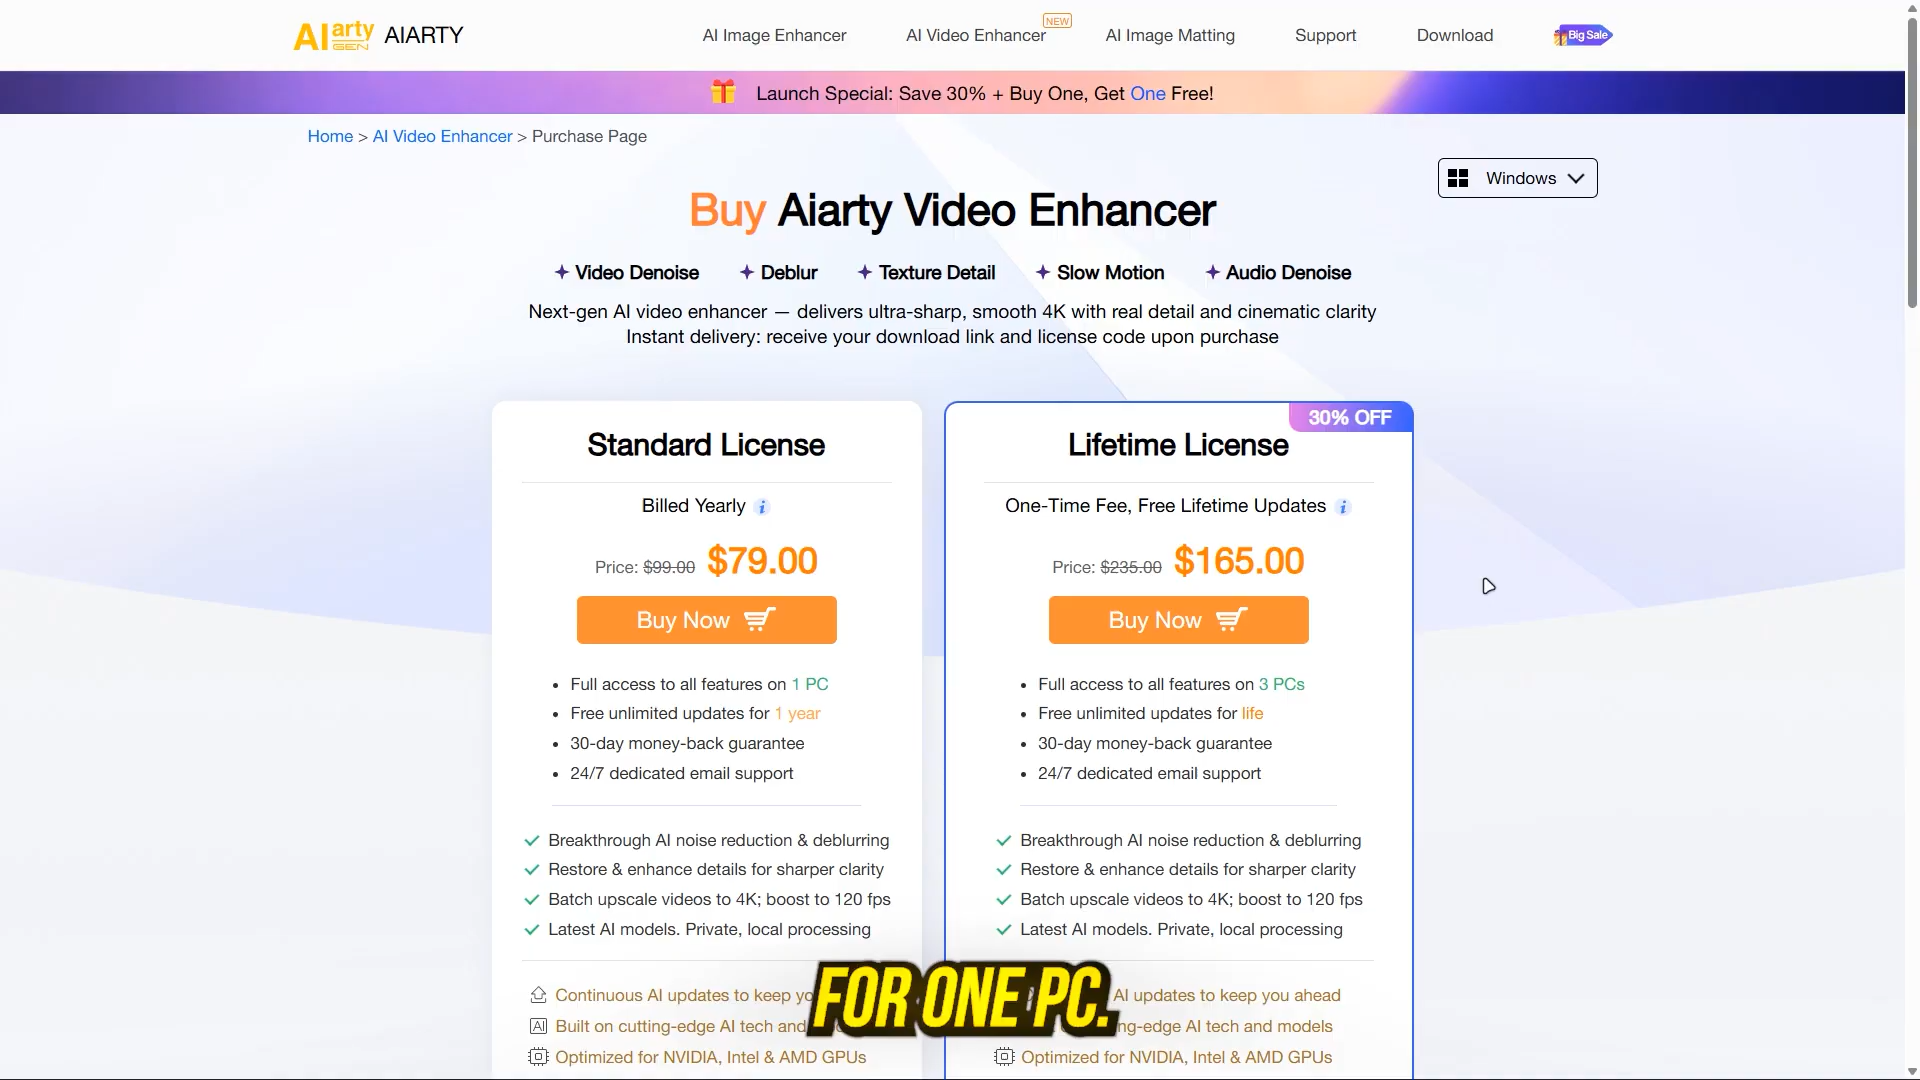 AI arty GEN AIARTY
AI Image Enhancer
AI Video Enhancer
NEW
AI Image Matting
Support
Download
Big Sale
Launch Special: Save 30% + Buy One, Get One Free!
Home > AI Video Enhancer > Purchase Page
Windows
Buy Aiarty Video Enhancer
Video Denoise
Deblur
Texture Detail
Slow Motion
Audio Denoise
Next-gen AI video enhancer — delivers ultra-sharp, smooth 4K with real detail and cinematic clarity
Instant delivery: receive your download link and license code upon purchase
Standard License
Billed Yearly i
Price: $99.00 $79.00
Buy Now
• Full access to all features on 1 PC
• Free unlimited updates for 1 year
• 30-day money-back guarantee
• 24/7 dedicated email support
Breakthrough AI noise reduction & deblurring
Restore & enhance details for sharper clarity
Batch upscale videos to 4K; boost to 120 fps
Latest AI models. Private, local processing
Continuous AI updates to keep
AI Built on cutting-edge AI tech and
Optimized for NVIDIA, Intel & AMD GPUs
30% OFF
Lifetime License
One-Time Fee, Free Lifetime Updates i
Price: $235.00 $165.00
Buy Now
• Full access to all features on 3 PCs
• Free unlimited updates for life
• 30-day money-back guarantee
• 24/7 dedicated email support
Breakthrough AI noise reduction & deblurring
Restore & enhance details for sharper clarity
Batch upscale videos to 4K; boost to 120 fps
Latest AI models. Private, local processing
AI updates to keep you ahead
AI tech and models
Optimized for NVIDIA, Intel & AMD GPUs
FOR ONE PC.